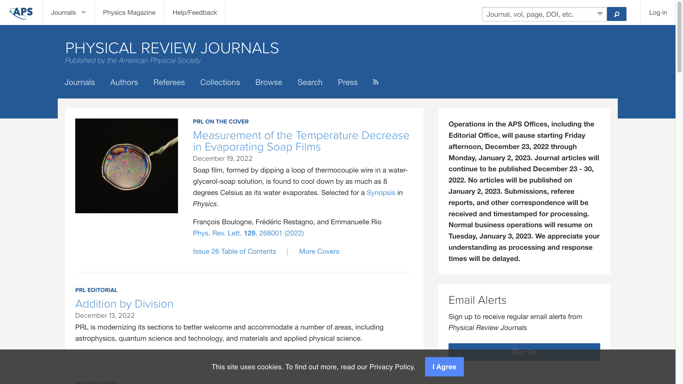 APS
Journals
Physics Magazine
Help/Feedback
Journal, vol, page, DOI, etc.
Log in
PHYSICAL REVIEW JOURNALS
Published by the American Physical Society
Journals
Authors
Referees
Collections
Browse
Search
Press
PRL ON THE COVER
Measurement of the Temperature Decrease
in Evaporating Soap Films
December 19, 2022
Soap film, formed by dipping a loop of thermocouple wire in a water-
glycerol-soap solution, is found to cool down by as much as 8
degrees Celsius as its water evaporates. Selected for a Synopsis in
Physics.
François Boulogne, Frédéric Restagno, and Emmanuelle Rio
Phys. Rev. Lett. 129, 268001 (2022)
Issue 26 Table of Contents | More Covers
PRL EDITORIAL
Addition by Division
December 13, 2022
PRL is modernizing its sections to better welcome and accommodate a number of areas, including
astrophysics, quantum science and technology, and materials and applied physical science.
Operations in the APS Offices, including the
Editorial Office, will pause starting Friday
afternoon, December 23, 2022 through
Monday, January 2, 2023. Journal articles will
continue to be published December 23 - 30,
2022. No articles will be published on
January 2, 2023. Submissions, referee
reports, and other correspondence will be
received and timestamped for processing.
Normal business operations will resume on
Tuesday, January 3, 2023. We appreciate your
understanding as processing and response
times will be delayed.
Email Alerts
Sign up to receive regular email alerts from
Physical Review Journals
Sign Up
This site uses cookies. To find out more, read our Privacy Policy.
I Agree